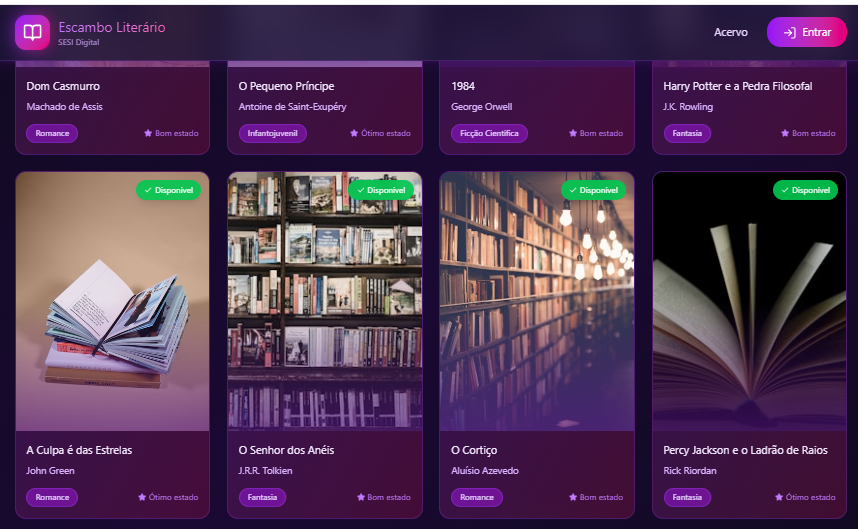 Escambo Literário
SESI Digital
Acervo
Entrar
Dom Casmurro
Machado de Assis
Romance
Bom estado
O Pequeno Príncipe
Antoine de Saint-Exupéry
Infantojuvenil
Ótimo estado
1984
George Orwell
Ficção Científica
Bom estado
Harry Potter e a Pedra Filosofal
J.K. Rowling
Fantasia
Bom estado
Disponível
A Culpa é das Estrelas
John Green
Romance
Ótimo estado
Disponível
O Senhor dos Anéis
J.R.R. Tolkien
Fantasia
Bom estado
Disponível
O Cortiço
Aluísio Azevedo
Romance
Bom estado
Disponível
Percy Jackson e o Ladrão de Raios
Rick Riordan
Fantasia
Ótimo estado